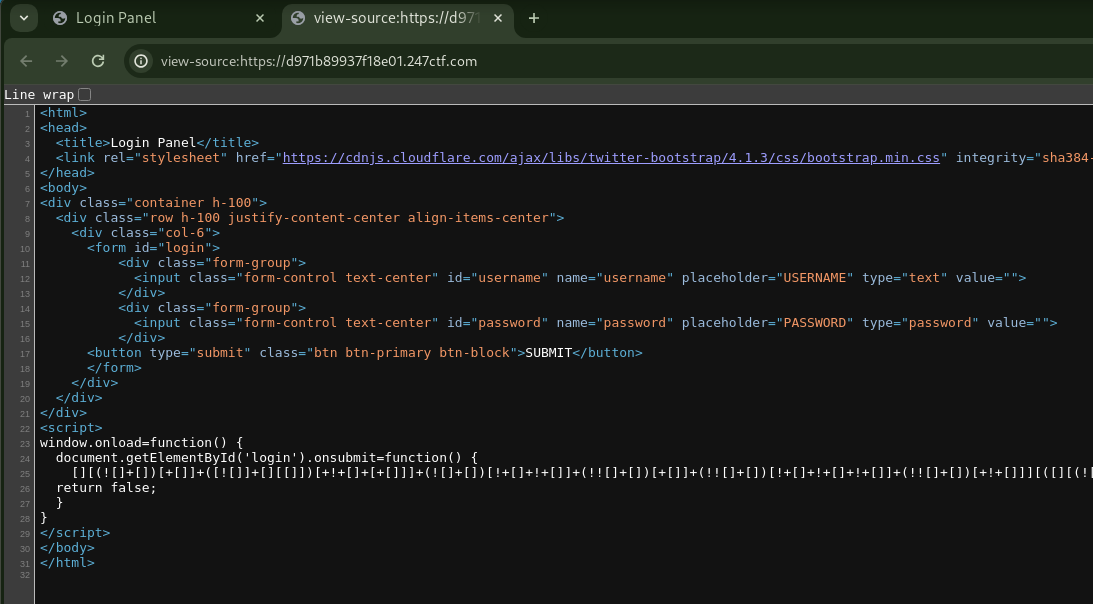 Login Panel
view-source:https://d971
view-source:https://d971b89937f18e01.247ctf.com
Line wrap
1 <html>
2 <head>
3 <title>Login Panel</title>
4 <link rel="stylesheet" href="https://cdnjs.cloudflare.com/ajax/libs/twitter-bootstrap/4.1.3/css/bootstrap.min.css" integrity="sha384-
5 </head>
6 <body>
7 <div class="container h-100">
8 <div class="row h-100 justify-content-center align-items-center">
9 <div class="col-6">
10 <form id="login">
11 <div class="form-group">
12 <input class="form-control text-center" id="username" name="username" placeholder="USERNAME" type="text" value="">
13 </div>
14 <div class="form-group">
15 <input class="form-control text-center" id="password" name="password" placeholder="PASSWORD" type="password" value="">
16 </div>
17 <button type="submit" class="btn btn-primary btn-block">SUBMIT</button>
18 </form>
19 </div>
20 </div>
21 </div>
22 <script>
23 window.onload=function() {
24 document.getElementById('login').onsubmit=function() {
25 [][(![]+[])[+[]]+([![]]+[][[]])[+!+[]+[+[]]]+(![]+[])[!+[]+!+[]]+(!![]+[])[+[]]+(!![]+[])[!+[]+!+[]+!+[]]+(!![]+[])[+!+[]]][([][(!
26 return false;
27 }
28 }
29 </script>
30 </body>
31 </html>
32